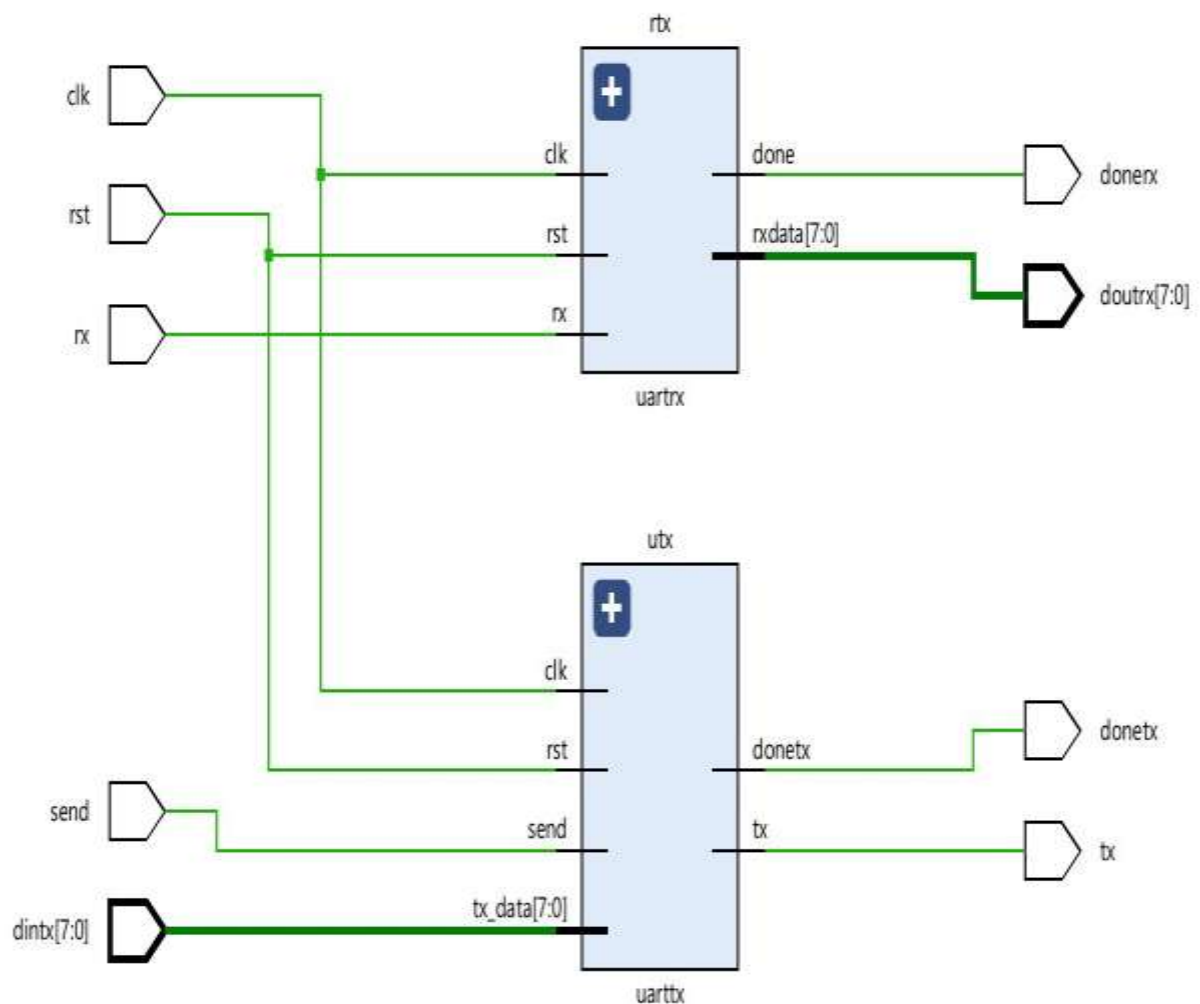 rtx
clk
clk
done
donerx
rst
rst
rxdata[7:0]
doutrx[7:0]
rx
rx
uartrx
utx
clk
rst
donetx
donetx
send
send
tx
tx
dintx[7:0]
tx_data[7:0]
uarttx